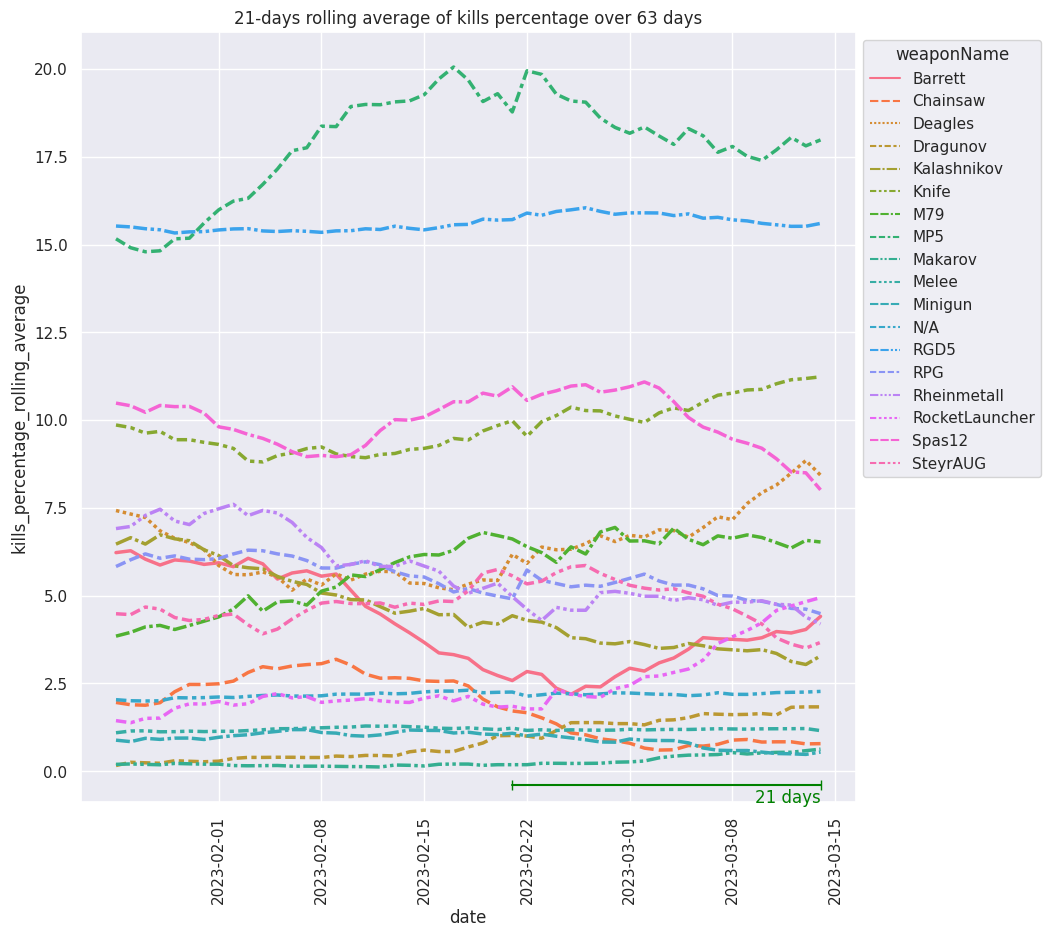 21-days rolling average of kills percentage over 63 days
20.0
17.5
15.0
12.5
10.0
7.5
5.0
2.5
0.0
kills_percentage_rolling_average
weaponName
Barrett
Chainsaw
Deagles
Dragunov
Kalashnikov
Knife
M79
MP5
Makarov
Melee
Minigun
N/A
RGD5
RPG
Rheinmetall
RocketLauncher
Spas12
SteyrAUG
21 days
2023-02-01
2023-02-08
2023-02-15
2023-02-22
2023-03-01
2023-03-08
2023-03-15
date